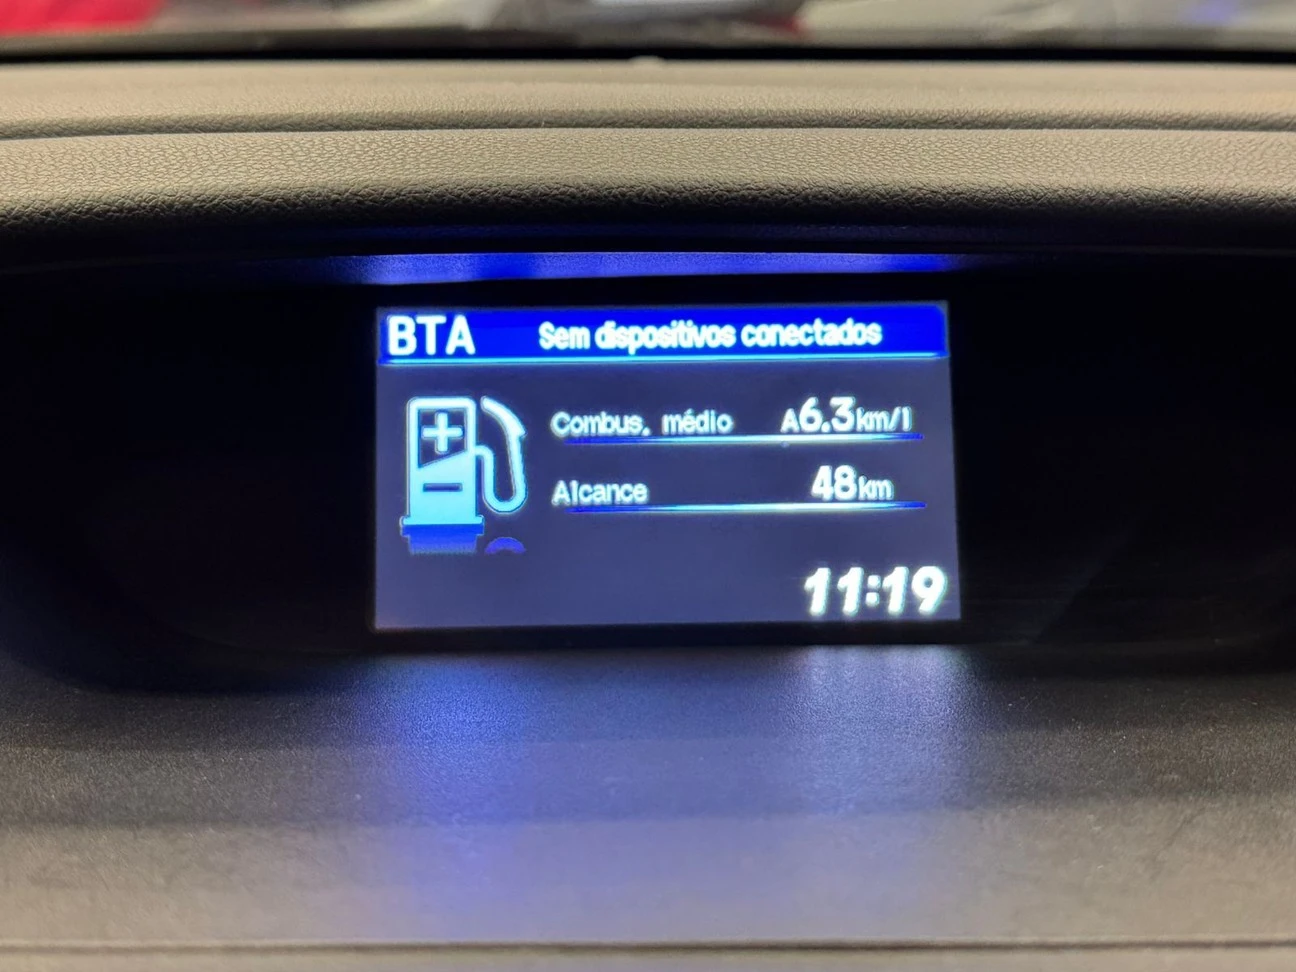 BTA Sem dispositivos conectados
Combus. médio A6.3km/l
Alcance 48km
11:19